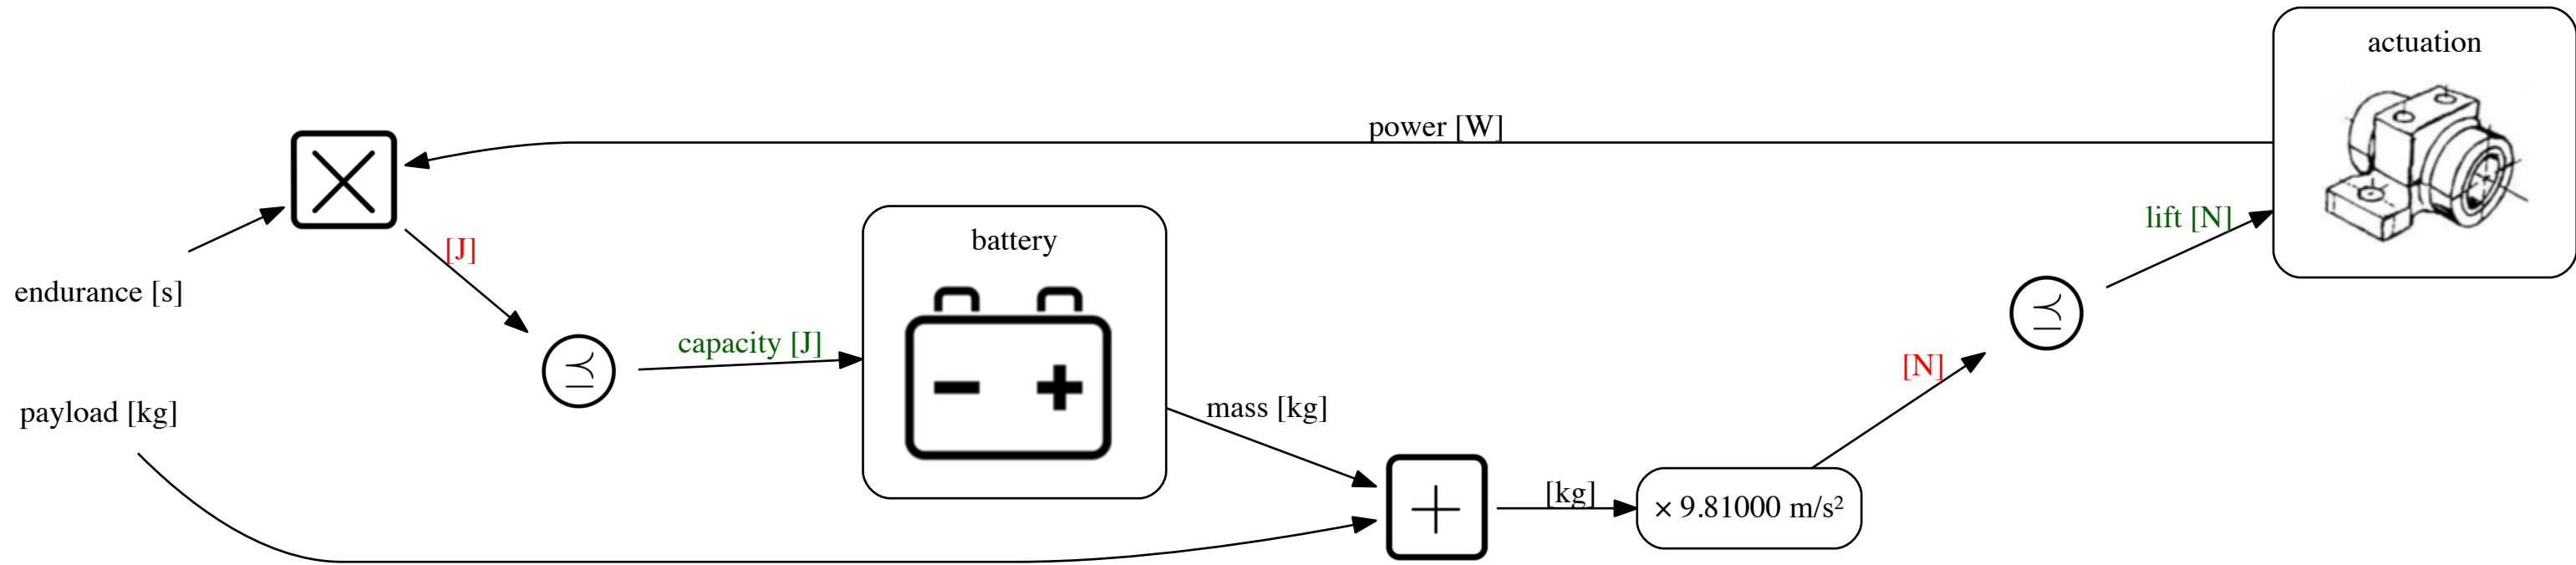 actuation
power [W]
lift [N]
battery
[J]
endurance [s]
capacity [J]
⪯
⪯
[N]
payload [kg]
mass [kg]
[kg]
× 9.81000 m/s²